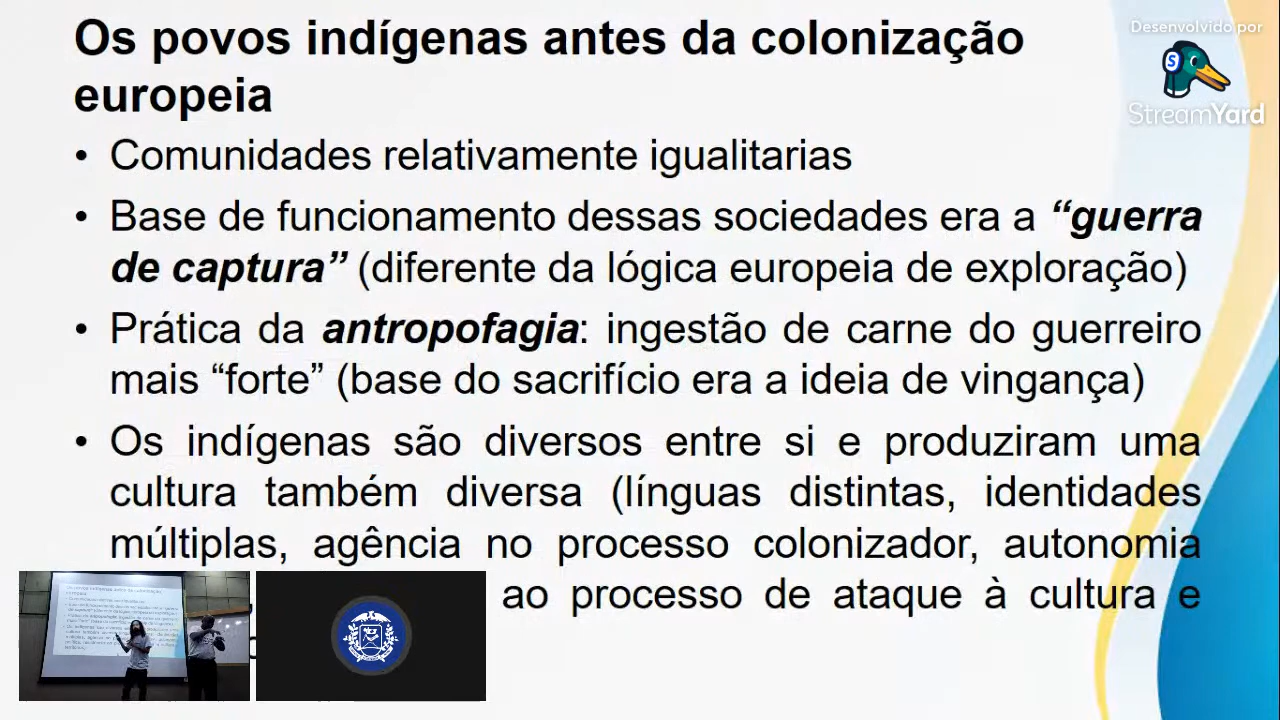 Os povos indígenas antes da colonização
europeia
Desenvolvido por
StreamYard
• Comunidades relativamente igualitarias
• Base de funcionamento dessas sociedades era a “guerra
de captura” (diferente da lógica europeia de exploração)
• Prática da antropofagia: ingestão de carne do guerreiro
mais “forte” (base do sacrifício era a ideia de vingança)
• Os indígenas são diversos entre si e produziram uma
cultura também diversa (línguas distintas, identidades
múltiplas, agência no processo colonizador, autonomia
ao processo de ataque à cultura e